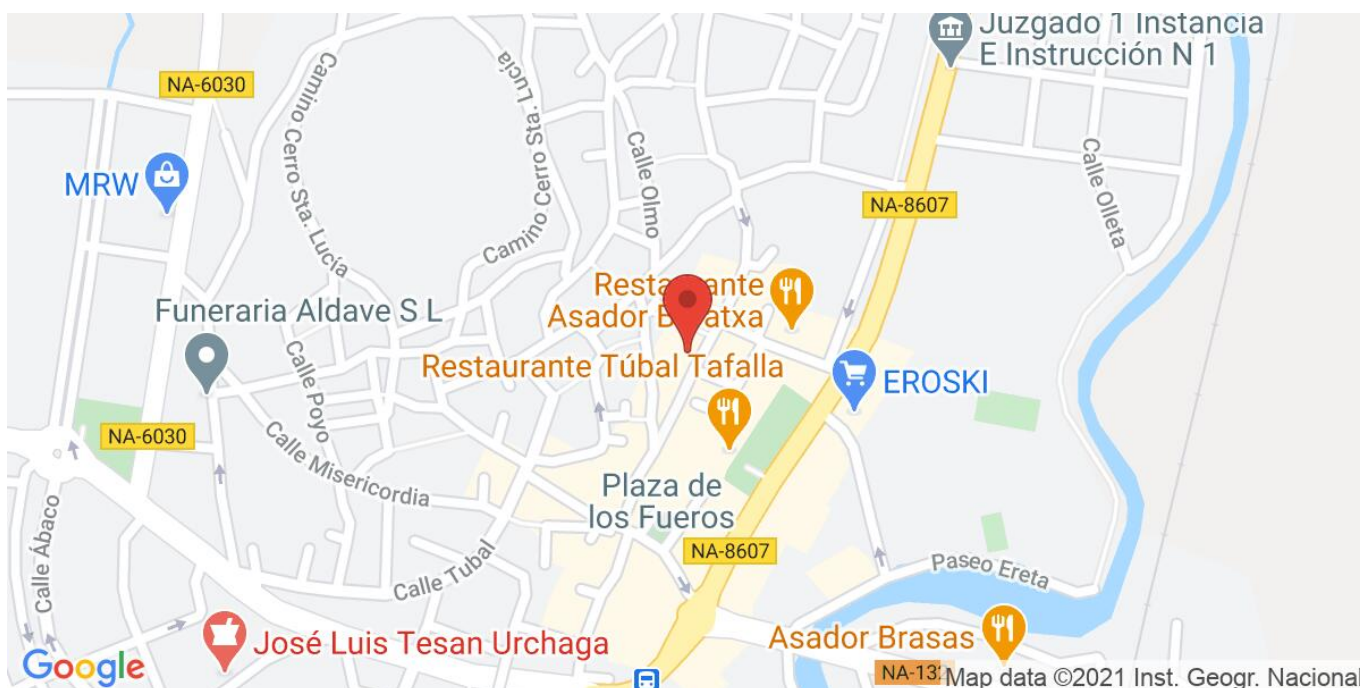 Juzgado 1 Instancia
E Instrucción N 1
NA-6030
Camino Cerro Sta. Lucía
Camino Cerro Sta. Lucía
Calle Olmo
Calle Olleta
MRW
NA-8607
Restaurante
Asador
Funeraria Aldave S L
Restaurante Túbal Tafalla
EROSKI
Calle Poyo
NA-6030
Calle Misericordia
Plaza de
los Fueros
NA-8607
Calle Ábaco
Calle Tubal
Paseo Ereta
José Luis Tesan Urchaga
Asador Brasas
Google
NA-132
Map data ©2021 Inst. Geogr. Nacional